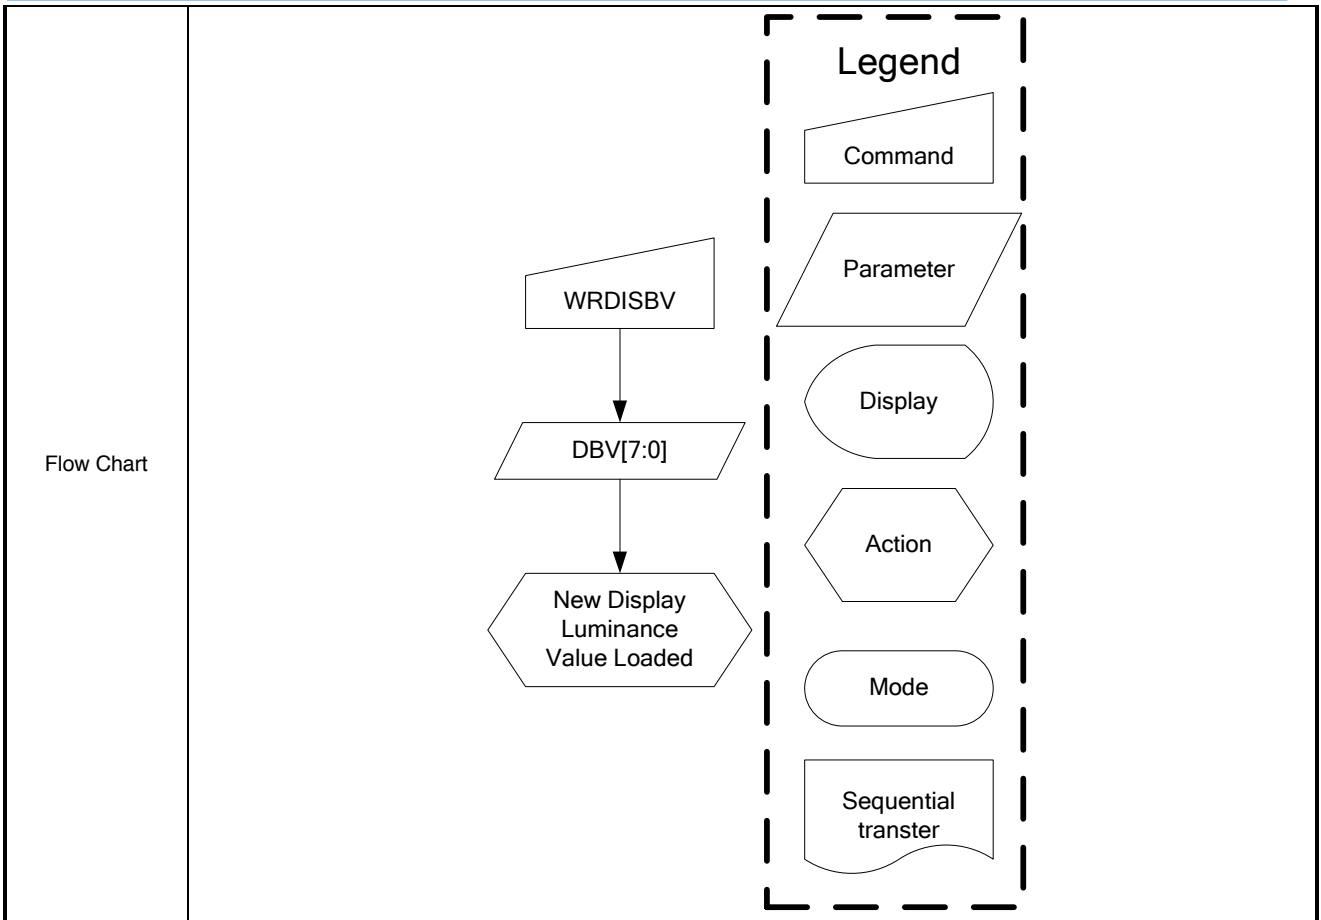 Flow Chart
WRDISBV
DBV[7:0]
New Display
Luminance
Value Loaded
Legend
Command
Parameter
Display
Action
Mode
Sequential
transter